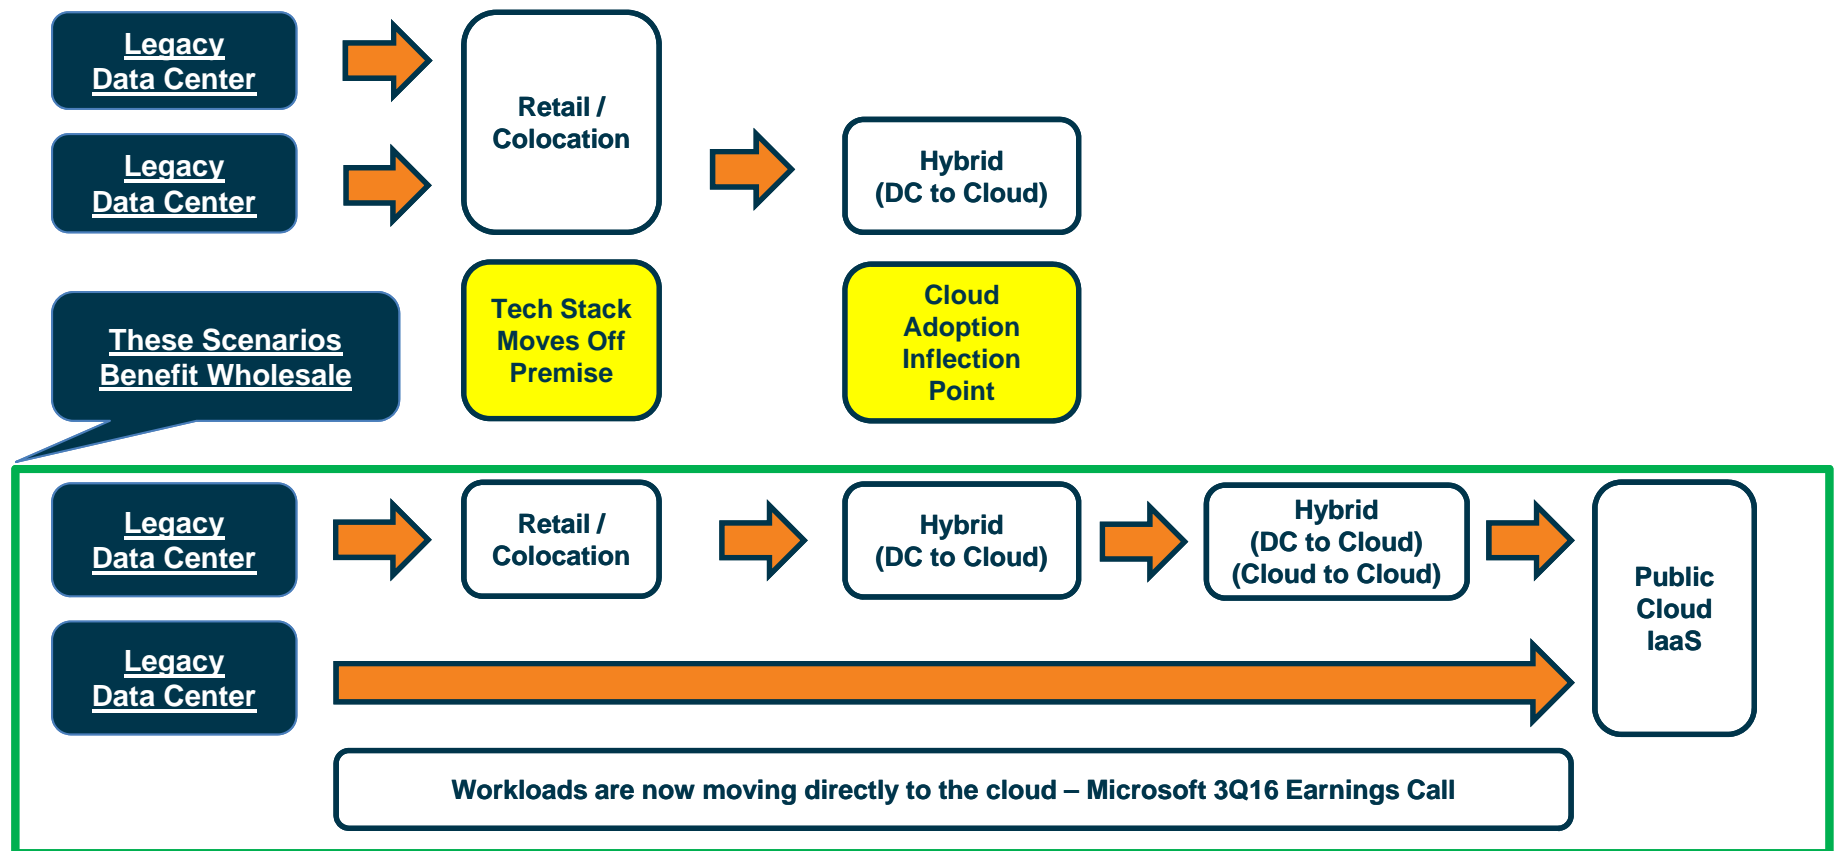 Legacy
Data Center
Legacy
Data Center
Retail /
Colocation
Hybrid
(DC to Cloud)
These Scenarios
Benefit Wholesale
Tech Stack
Moves Off
Premise
Cloud
Adoption
Inflection
Point
Legacy
Data Center
Retail /
Colocation
Hybrid
(DC to Cloud)
Hybrid
(DC to Cloud)
(Cloud to Cloud)
Public
Cloud
IaaS
Legacy
Data Center
Workloads are now moving directly to the cloud – Microsoft 3Q16 Earnings Call